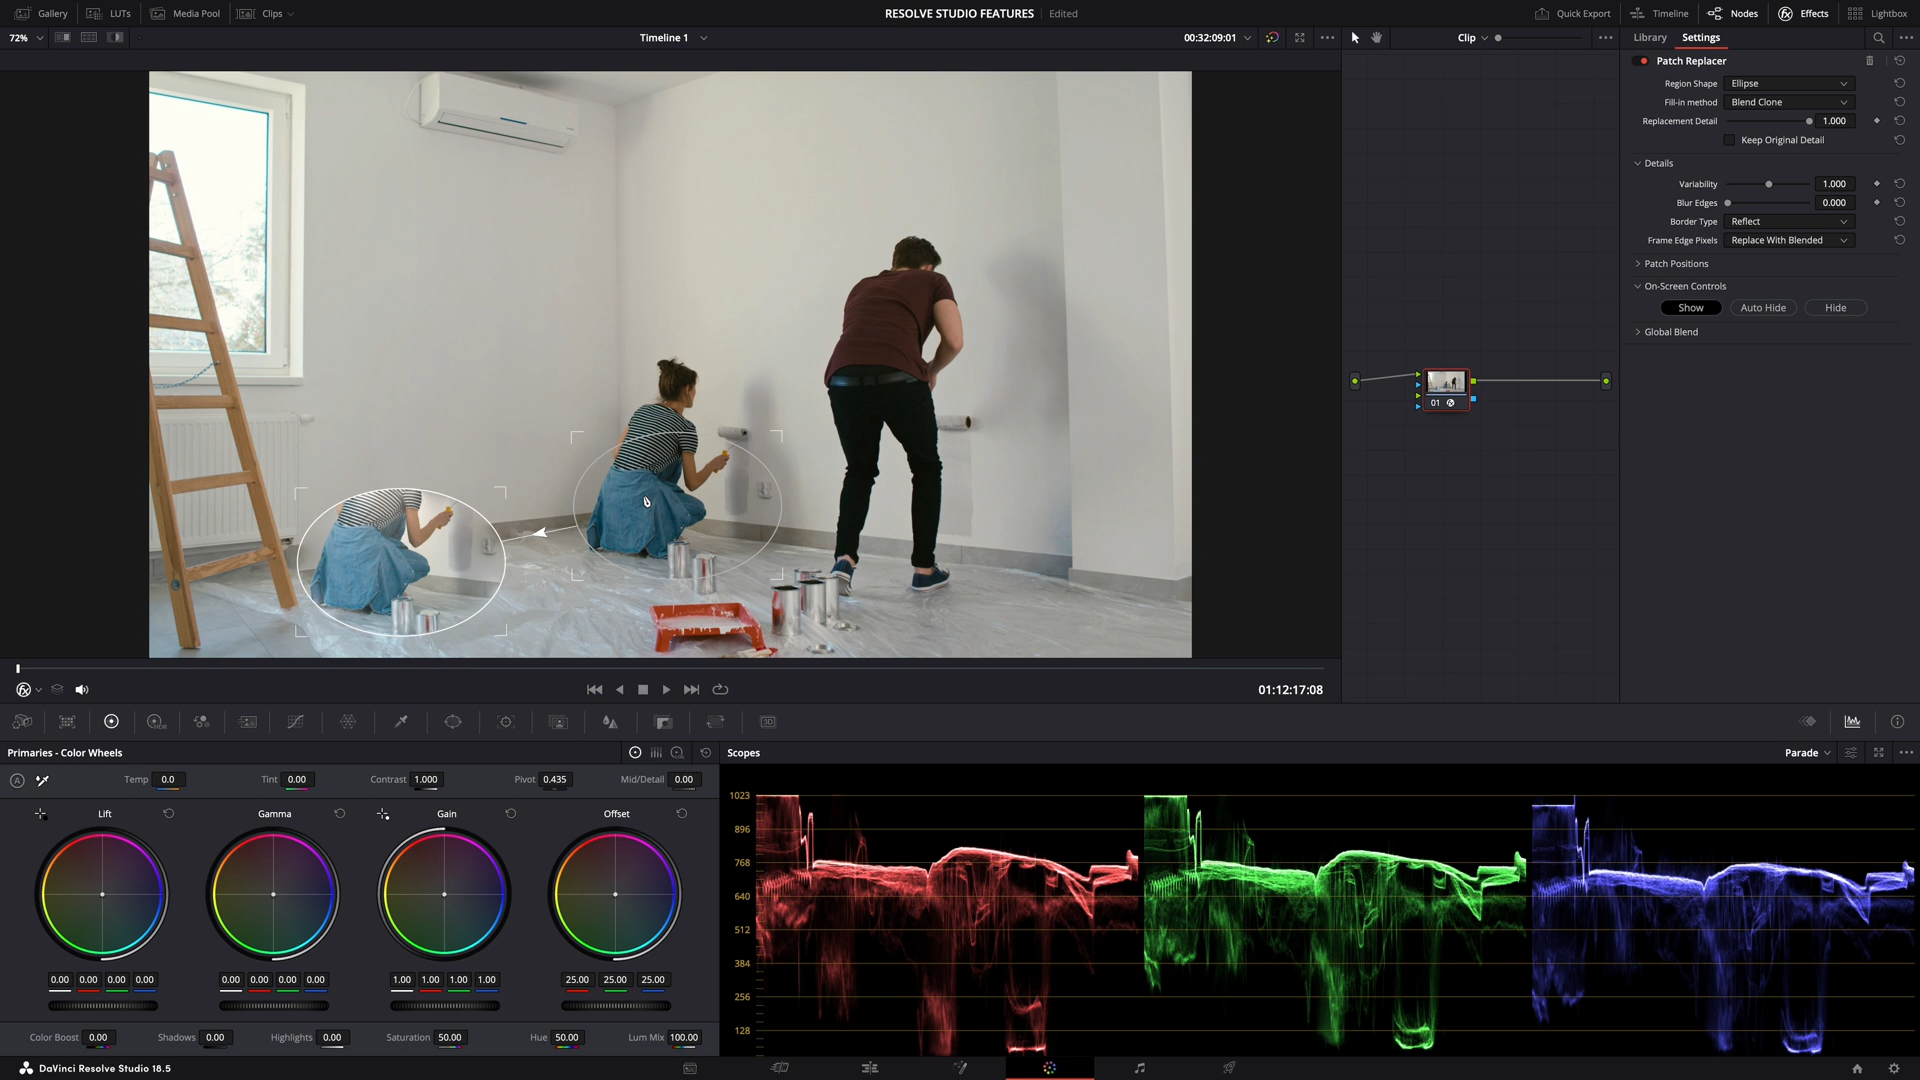 Gallery LUTs Media Pool Clips RESOLVE STUDIO FEATURES Edited Quick Export Timeline Nodes Effects Lightbox
72% Timeline 1 00:32:09:01 Clip Library Settings
Patch Replacer
Region Shape Ellipse
Fill-in method Blend Clone
Replacement Detail 1.000
Keep Original Detail
Details
Variability 1.000
Blur Edges 0.000
Border Type Reflect
Frame Edge Pixels Replace With Blended
Patch Positions
On-Screen Controls
Show Auto Hide Hide
Global Blend
01
01:12:17:08
HDR 3D
Primaries - Color Wheels
Temp 0.0 Tint 0.00 Contrast 1.000 Pivot 0.435 Mid/Detail 0.00
Lift Gamma Gain Offset
0.00 0.00 0.00 0.00 0.00 0.00 0.00 0.00 1.00 1.00 1.00 1.00 25.00 25.00 25.00
Color Boost 0.00 Shadows 0.00 Highlights 0.00 Saturation 50.00 Hue 50.00 Lum Mix 100.00
Scopes Parade
1023
896
768
640
512
384
256
128
DaVinci Resolve Studio 18.5